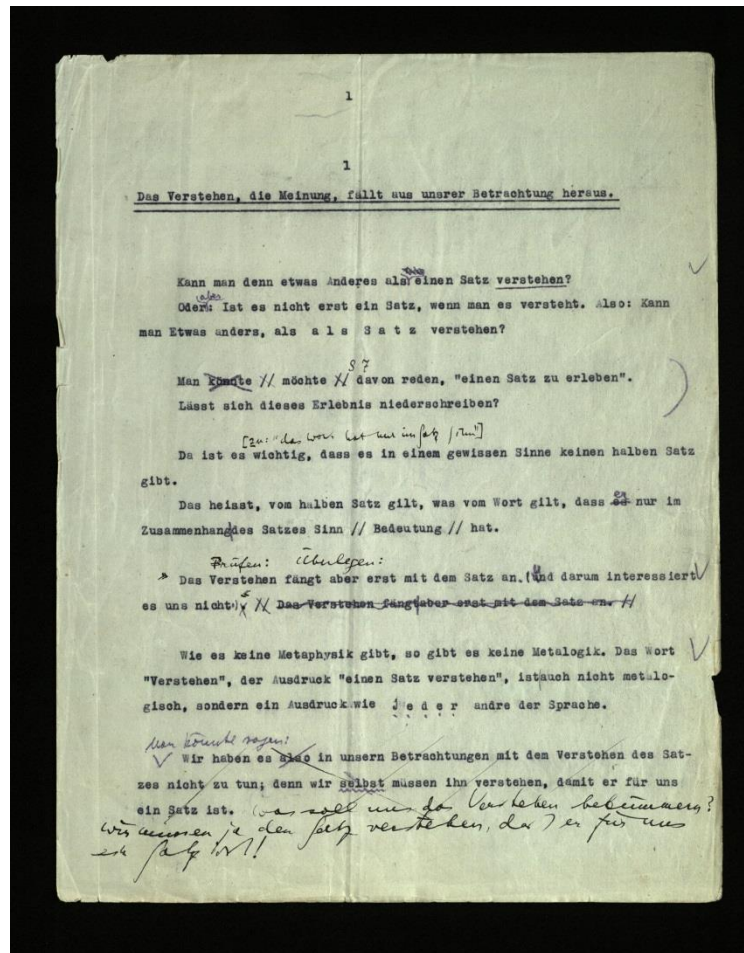 1
1
Das Verstehen, die Meinung, fällt aus unsrer Betrachtung heraus.
Kann man denn etwas Anderes als einen Satz verstehen?
aber
Oder: Ist es nicht erst ein Satz, wenn man es versteht. Also: Kann
man Etwas anders, als a l s S a t z verstehen?
S 7
Man könnte // möchte // davon reden, "einen Satz zu erleben".
Lässt sich dieses Erlebnis niederschreiben?
[zu: "das Wort hat nur im Satz Sinn"]
Da ist es wichtig, dass es in einem gewissen Sinne keinen halben Satz
gibt.
Das heisst, vom halben Satz gilt, was vom Wort gilt, dass es nur im
er
Zusammenhang des Satzes Sinn // Bedeutung // hat.
Prüfen: Überlegen:
Das Verstehen fängt aber erst mit dem Satz an. (Und darum interessiert
es uns nicht.) // Das Verstehen fängt aber erst mit dem Satz an. //
Wie es keine Metaphysik gibt, so gibt es keine Metalogik. Das Wort
"Verstehen", der Ausdruck "einen Satz verstehen", istauch nicht metalo-
gisch, sondern ein Ausdruck wie j e d e r andre der Sprache.
Man könnte sagen:
Wir haben es also in unsern Betrachtungen mit dem Verstehen des Sat-
zes nicht zu tun; denn wir selbst müssen ihn verstehen, damit er für uns
ein Satz ist. Was soll uns das Verstehen bekümmern?
wir müssen ja den Satz verstehen, daß er für uns
ein Satz ist!